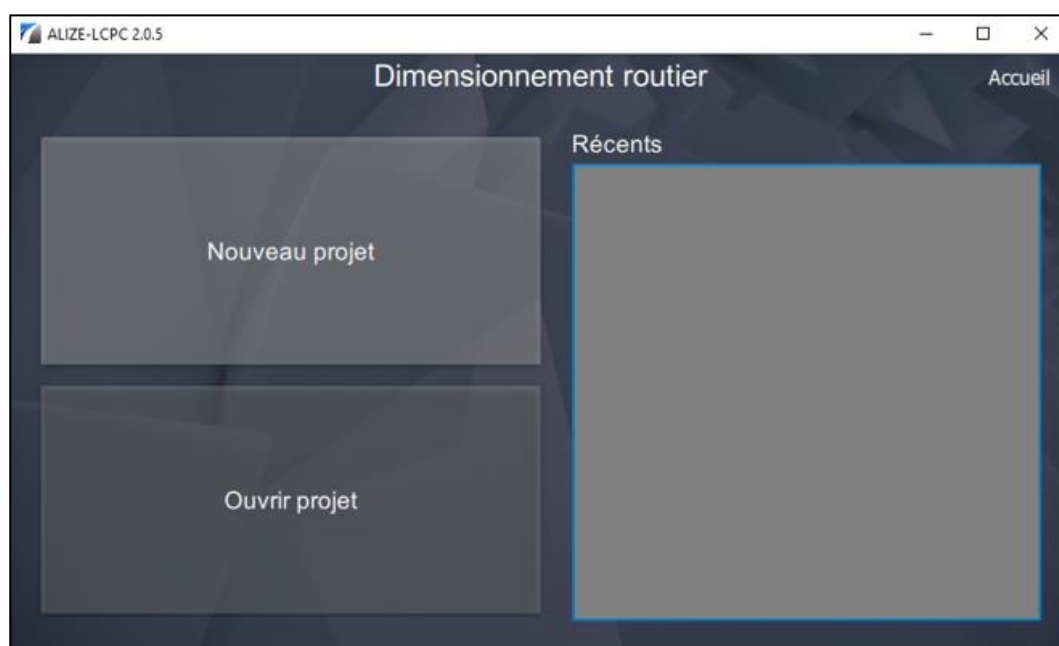 ALIZE-LCPC 2.0.5
Dimensionnement routier
Accueil
Récents
Nouveau projet
Ouvrir projet